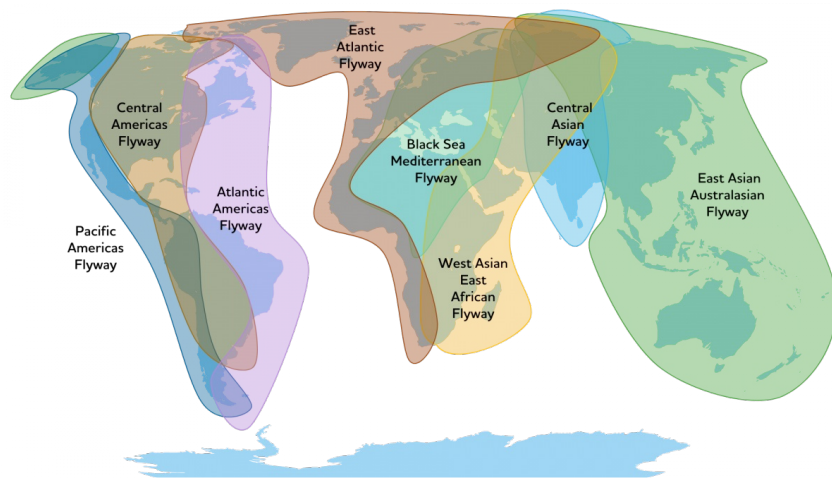 East
Atlantic
Flyway
Central
Americas
Flyway
Central
Asian
Flyway
Black Sea
Mediterranean
Flyway
Atlantic
Americas
Flyway
East Asian
Australasian
Flyway
Pacific
Americas
Flyway
West Asian
East
African
Flyway